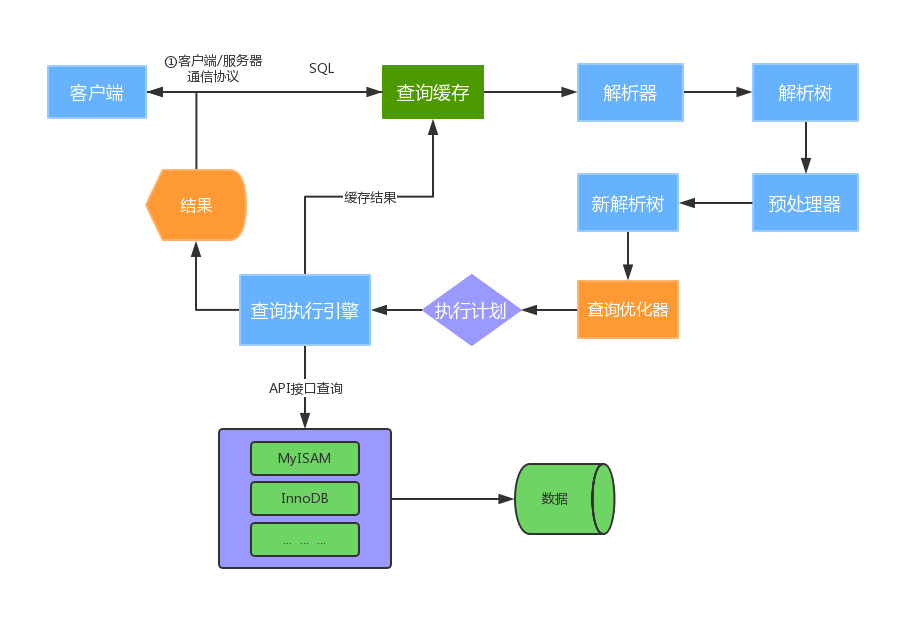 ①客户端/服务器
通信协议
SQL
客户端
查询缓存
解析器
解析树
缓存结果
结果
新解析树
预处理器
查询执行引擎
执行计划
查询优化器
API接口查询
MyISAM
InnoDB
... ... ...
数据